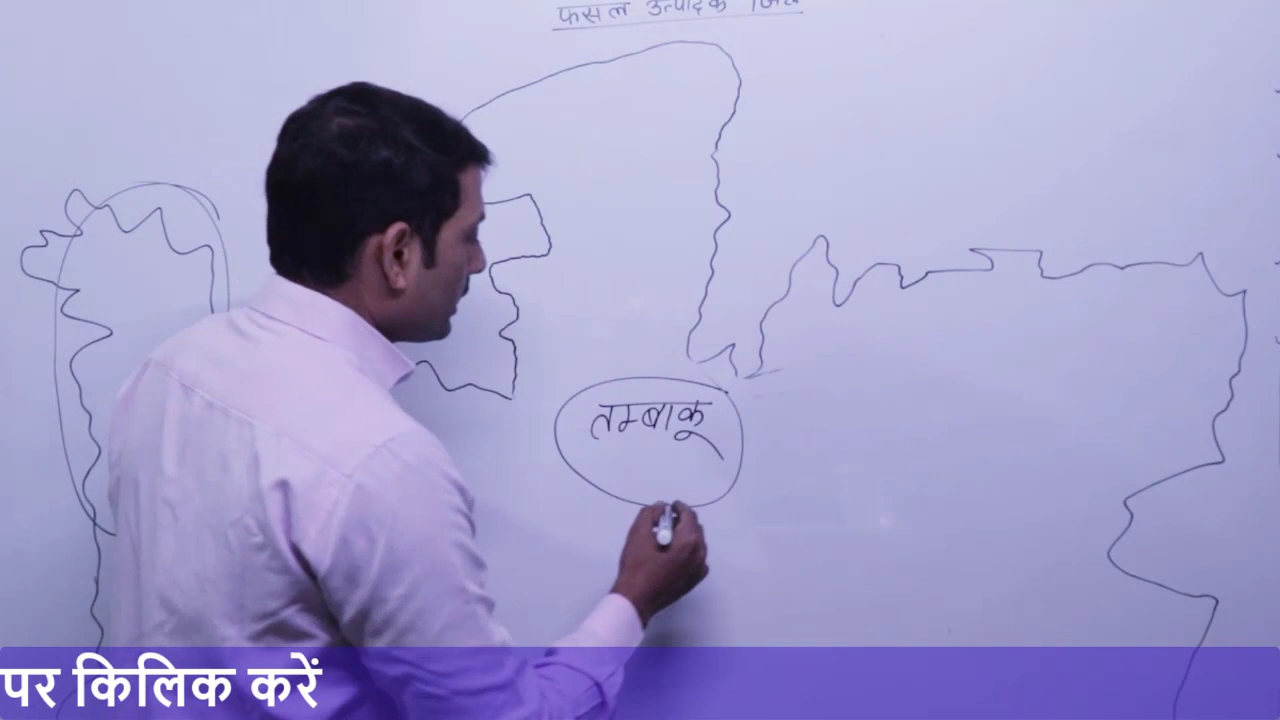 फसल उत्पादक जिले
तम्बाकू
पर किलिक करें